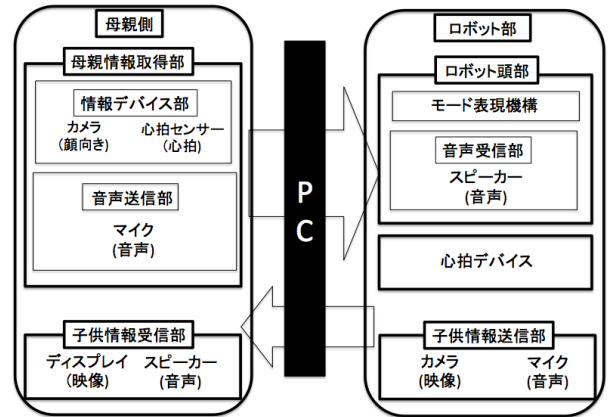 母親側
母親情報取得部
情報デバイス部
カメラ
(顔向き)
心拍センサー
(心拍)
音声送信部
マイク
(音声)
子供情報受信部
ディスプレイ
(映像)
スピーカー
(音声)
P
C
ロボット部
ロボット頭部
モード表現機構
音声受信部
スピーカー
(音声)
心拍デバイス
子供情報送信部
カメラ
(映像)
マイク
(音声)